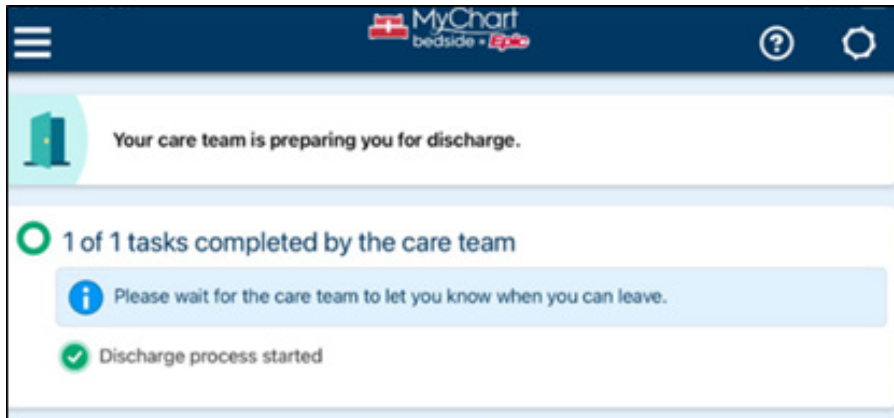 MyChart
bedside • Epic
Your care team is preparing you for discharge.
1 of 1 tasks completed by the care team
Please wait for the care team to let you know when you can leave.
Discharge process started